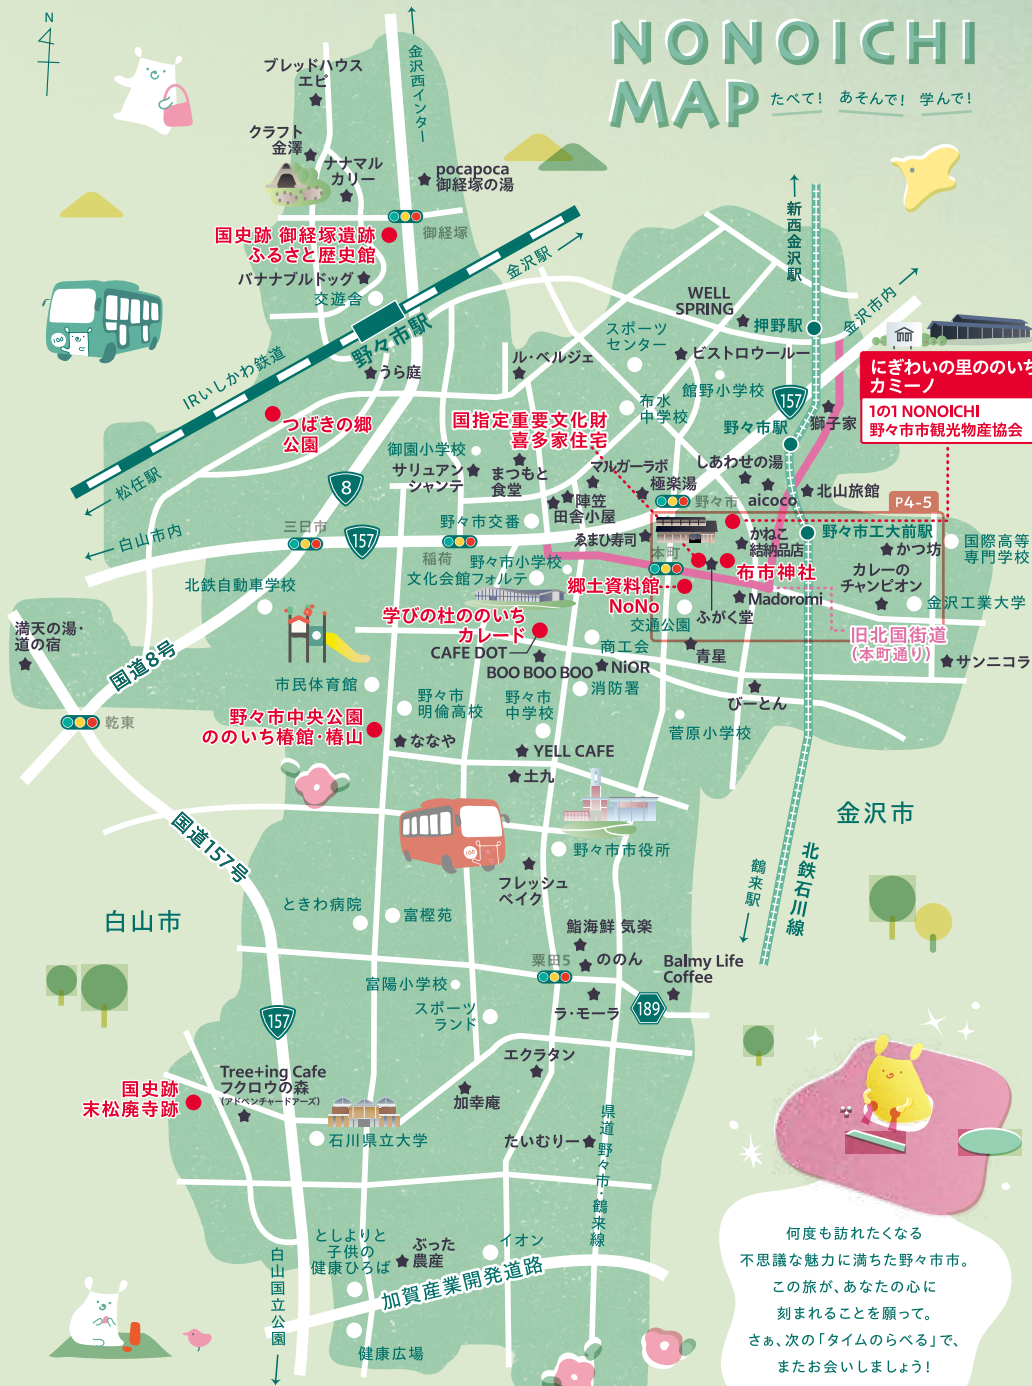 NONOICHI
MAP
たべて! あそんで! 学んで!
N
金沢西インター
ブレッドハウス
エピ
クラフト
金澤
ナナマル
カリー
pocapoca
御経塚の湯
御経塚
国史跡 御経塚遺跡
ふるさと歴史館
バナナブルドッグ
交遊舎
金沢駅
野々市駅
IRいしかわ鉄道
うら庭
松任駅
つばきの郷
公園
新西金沢駅
金沢市内
WELL
SPRING
押野駅
スポーツ
センター
ビストロウールー
ル・ベルジェ
館野小学校
157
布水
中学校
野々市駅
獅子家
にぎわいの里ののいち
カミーノ
1の1 NONOICHI
野々市市観光物産協会
国指定重要文化財
喜多家住宅
御園小学校
サリュアン
シャンテ
まつもと
食堂
マルガーラボ
極楽湯
しあわせの湯
aicoco
北山旅館
P4-5
陣笠
田舎小屋
野々市
8
三日市
157
白山市内
野々市交番
稲荷
ゑまひ寿司
本町
かねこ
結納品店
野々市工大前駅
かつ坊
国際高等
専門学校
野々市小学校
文化会館フォルテ
布市神社
カレーの
チャンピオン
北鉄自動車学校
郷土資料館
NoNo
ふがく堂
Madoromi
金沢工業大学
交通公園
旧北国街道
(本町通り)
学びの杜ののいち
カレード
CAFE DOT
BOO BOO BOO
商工会
NiOR
青星
サンニコラ
満天の湯・
道の宿
国道8号
乾東
市民体育館
消防署
びーとん
野々市
明倫高校
野々市
中学校
菅原小学校
野々市中央公園
ののいち椿館・椿山
ななや
YELL CAFE
土九
金沢市
国道157号
野々市市役所
鶴来駅
北鉄石川線
フレッシュ
ベイク
白山市
ときわ病院
富樫苑
鮨海鮮 気楽
粟田5
ののん
Balmy Life
Coffee
富陽小学校
スポーツ
ランド
ラ・モーラ
189
157
エクラタン
Tree+ing Cafe
フクロウの森
(アドベンチャードアーズ)
国史跡
末松廃寺跡
加幸庵
石川県立大学
たいむりー
県道 野々市・鶴来線
としよりと
子供の
健康ひろば
ぶった
農産
イオン
白山国立公園
加賀産業開発道路
健康広場
何度も訪れたくなる
不思議な魅力に満ちた野々市市。
この旅が、あなたの心に
刻まれることを願って。
さぁ、次の「タイムのらべる」で、
またお会いしましょう!